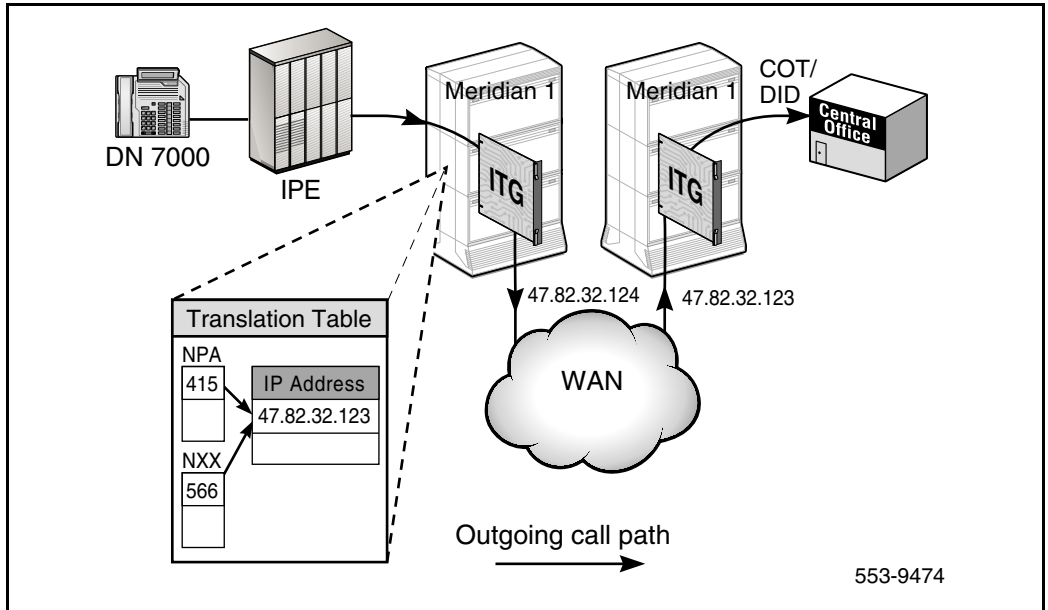 DN 7000
IPE
Meridian 1
ITG
Meridian 1
ITG
COT/
DID
Central
Office
47.82.32.124
47.82.32.123
WAN
Translation Table
NPA
415
IP Address
47.82.32.123
NXX
566
Outgoing call path
553-9474